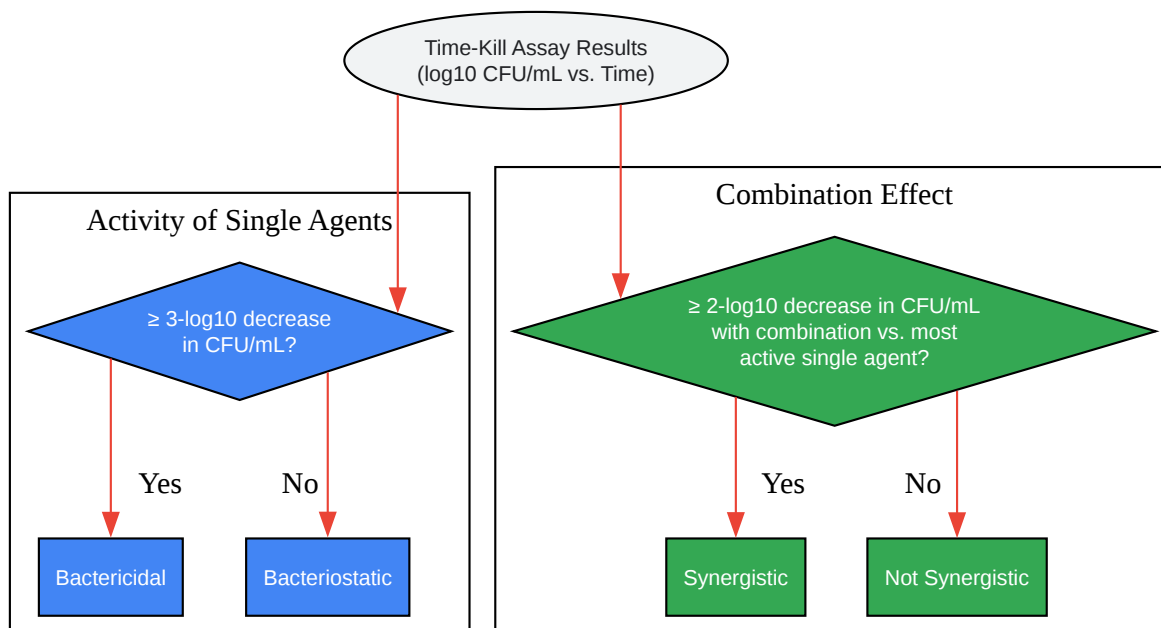 Time-Kill Assay Results
(log10 CFU/mL vs. Time)
Activity of Single Agents
≥ 3-log10 decrease
in CFU/mL?
Yes
No
Bactericidal
Bacteriostatic
Combination Effect
≥ 2-log10 decrease in CFU/mL
with combination vs. most
active single agent?
Yes
No
Synergistic
Not Synergistic